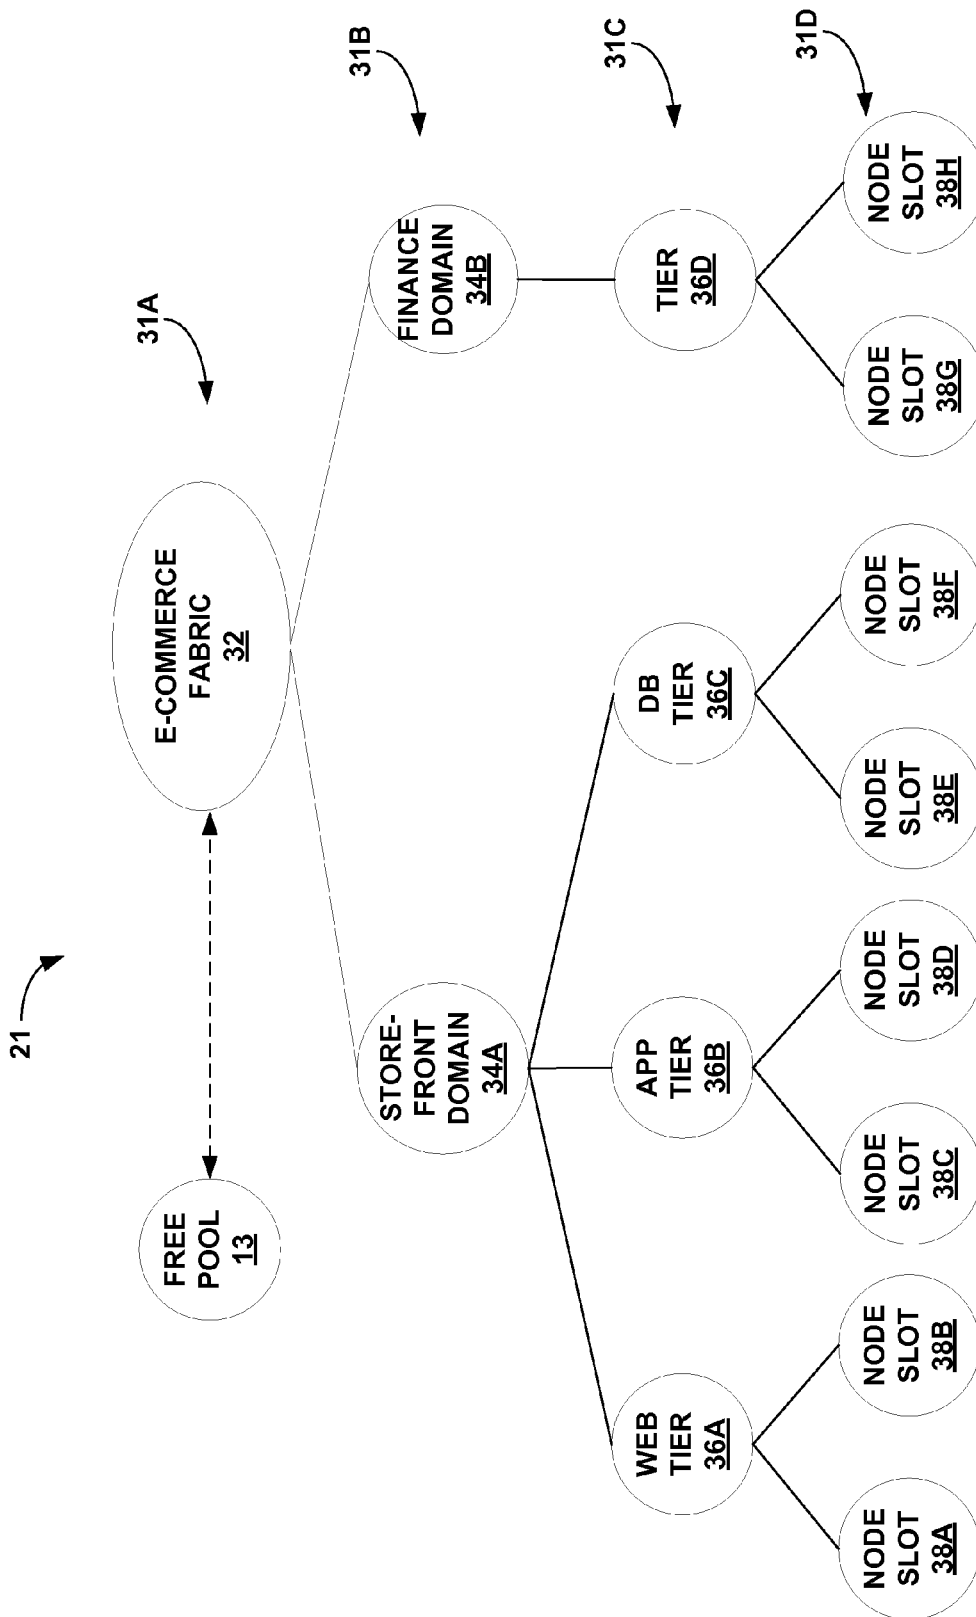 21
31A
31B
31C
31D
FREE
POOL
13
E-COMMERCE
FABRIC
32
STORE-
FRONT
DOMAIN
34A
FINANCE
DOMAIN
34B
WEB
TIER
36A
APP
TIER
36B
DB
TIER
36C
TIER
36D
NODE
SLOT
38A
NODE
SLOT
38B
NODE
SLOT
38C
NODE
SLOT
38D
NODE
SLOT
38E
NODE
SLOT
38F
NODE
SLOT
38G
NODE
SLOT
38H